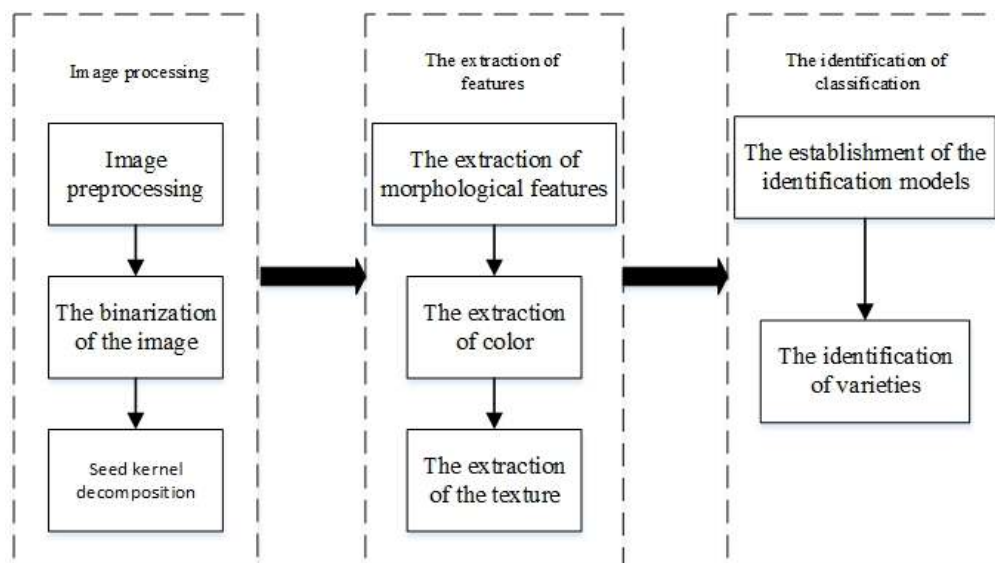 Image processing
Image
preprocessing
The binarization
of the image
Seed kernel
decomposition
The extraction of
features
The extraction of
morphological features
The extraction
of color
The extraction
of the texture
The identification of
classification
The establishment of the
identification models
The identification
of varieties